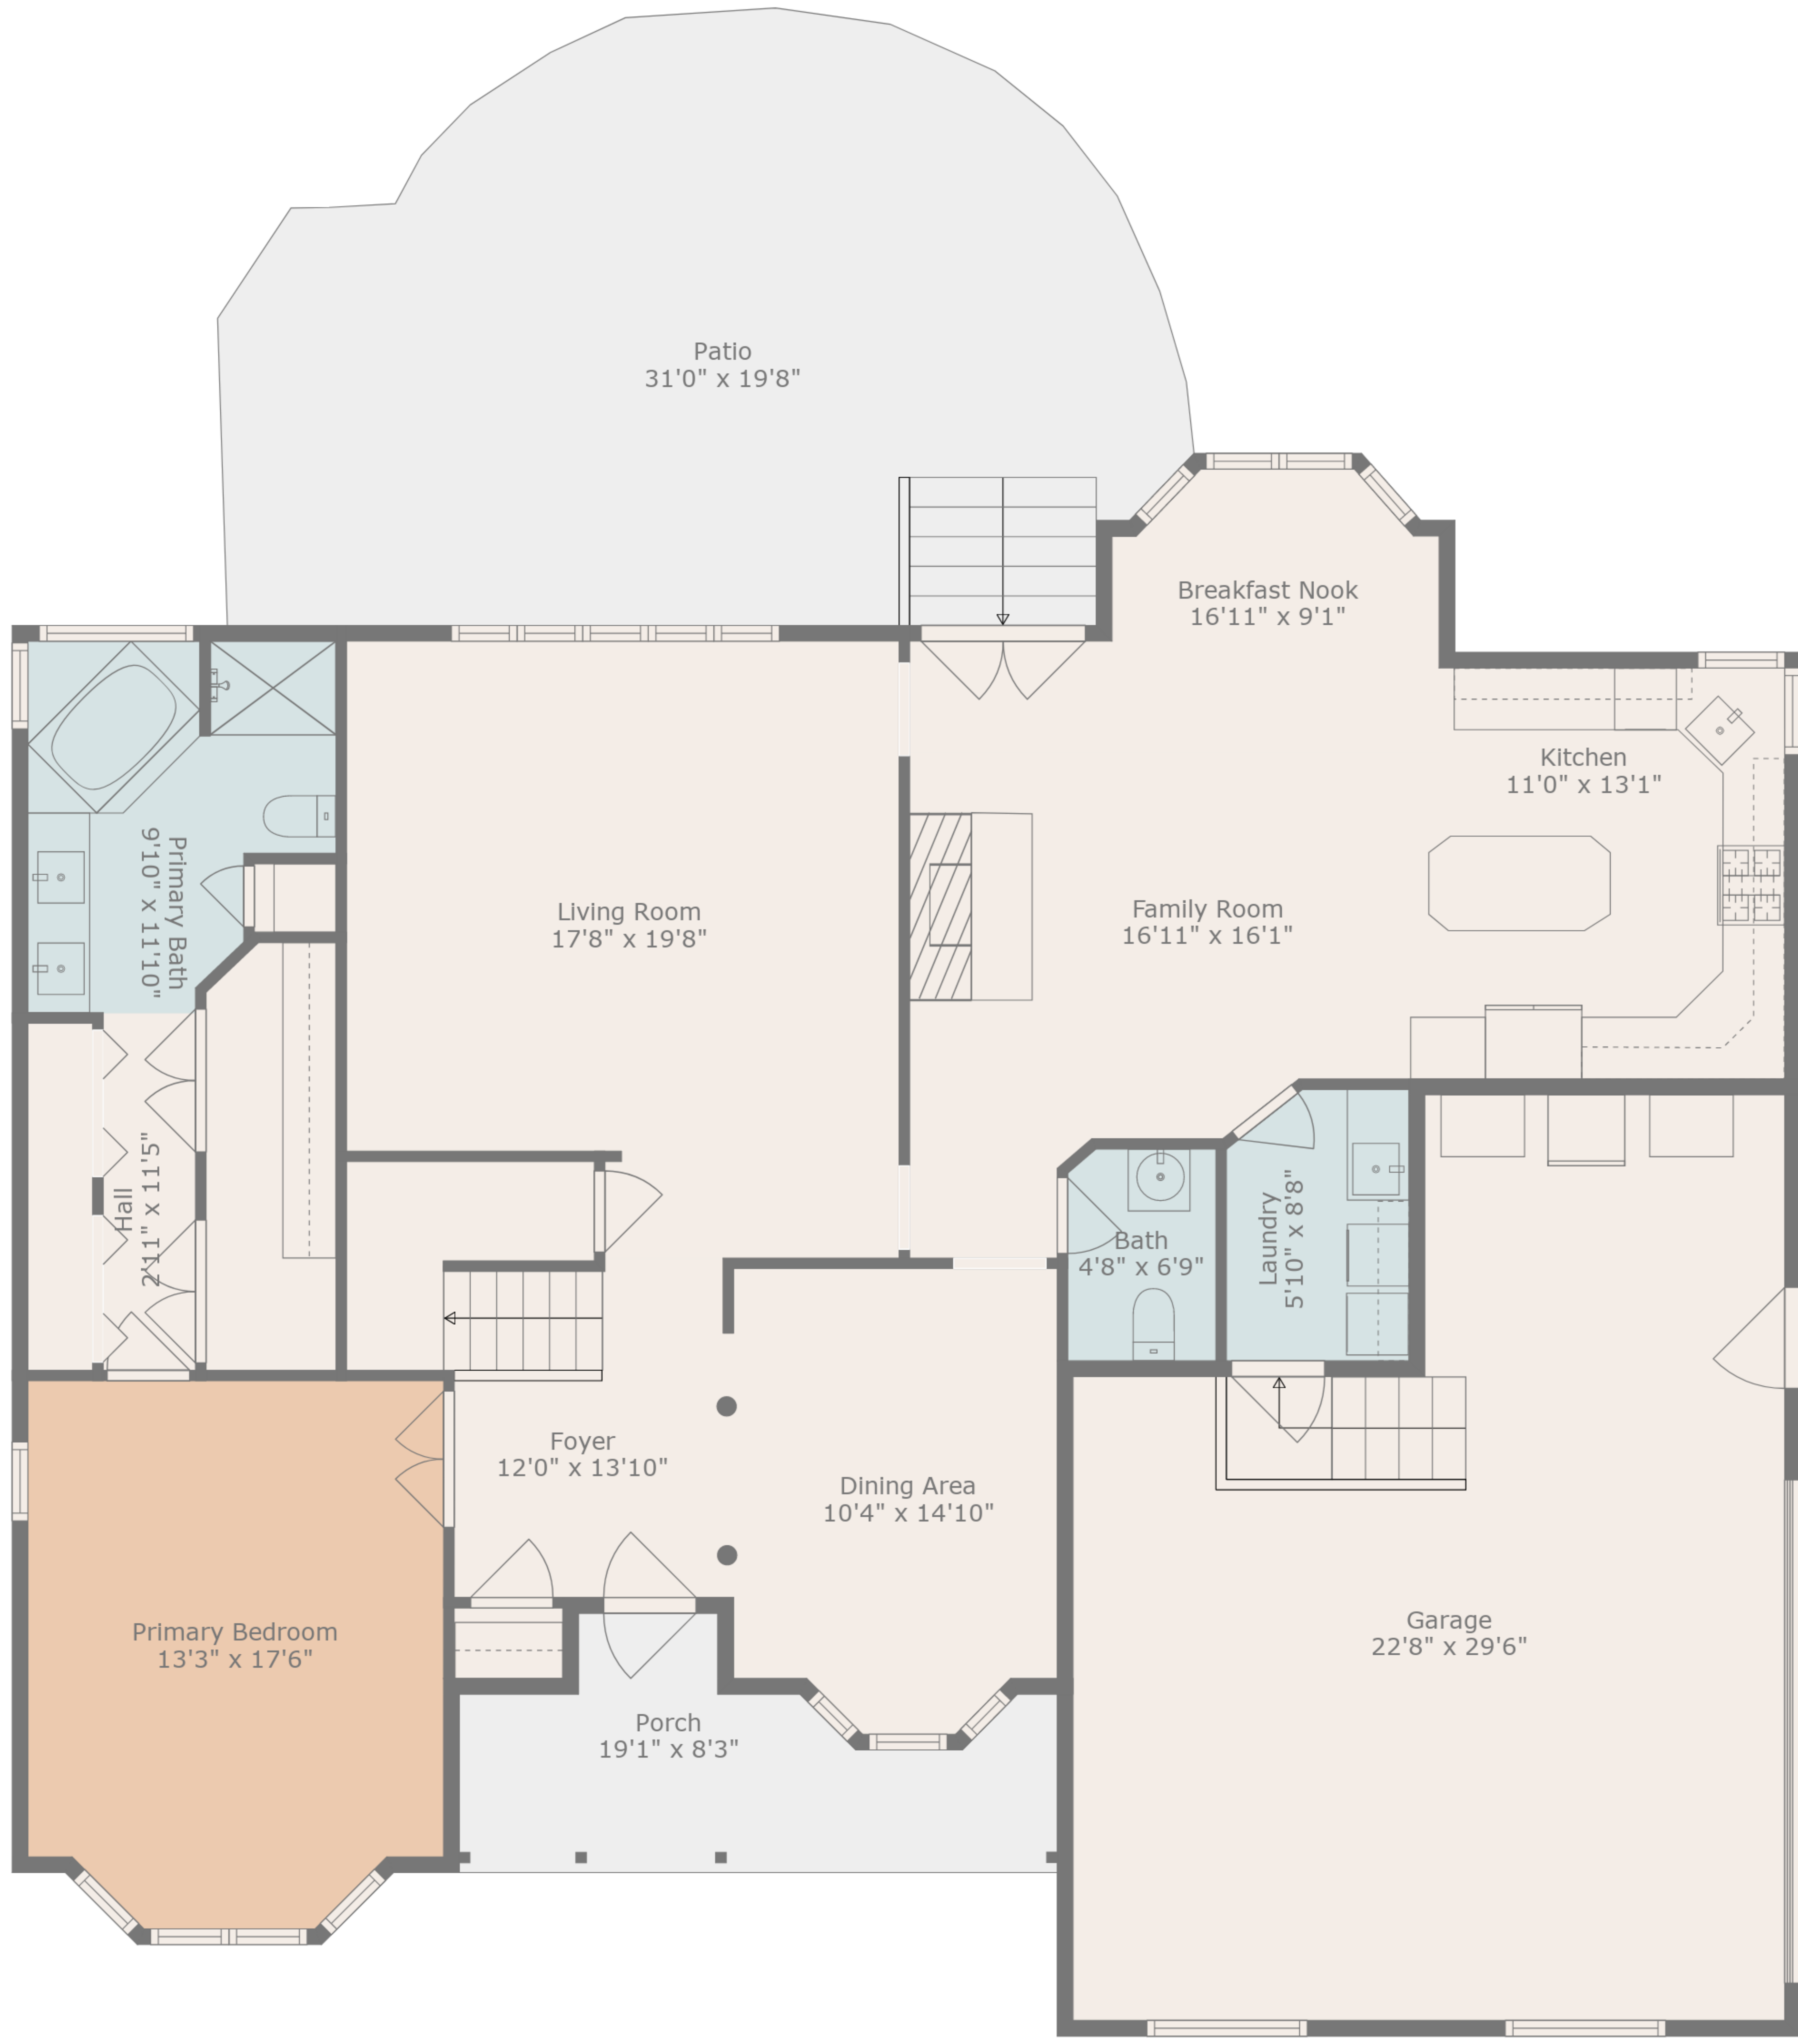 Patio
31'0" x 19'8"
Breakfast Nook
16'11" x 9'1"
Kitchen
11'0" x 13'1"
Primary Bath
9'10" x 11'10"
Living Room
17'8" x 19'8"
Family Room
16'11" x 16'1"
Hall
2'11" x 11'5"
Bath
4'8" x 6'9"
Laundry
5'10" x 8'8"
Foyer
12'0" x 13'10"
Dining Area
10'4" x 14'10"
Primary Bedroom
13'3" x 17'6"
Garage
22'8" x 29'6"
Porch
19'1" x 8'3"